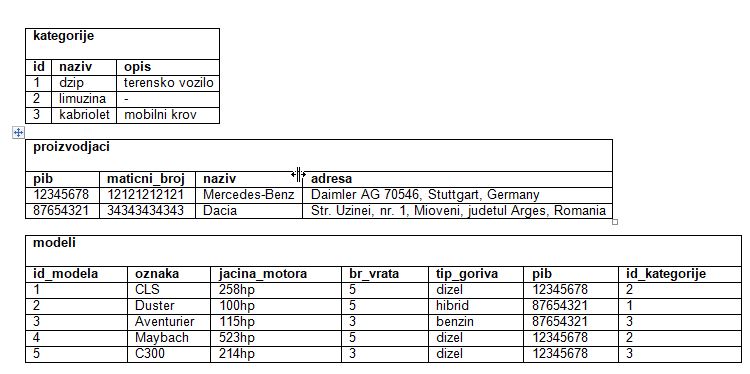 kategorije
id naziv opis
1 dzip terensko vozilo
2 limuzina -
3 kabriolet mobilni krov
proizvodjaci
pib maticni_broj naziv adresa
12345678 12121212121 Mercedes-Benz Daimler AG 70546, Stuttgart, Germany
87654321 34343434343 Dacia Str. Uzinei, nr. 1, Mioveni, judetul Arges, Romania
modeli
id_modela oznaka jacina_motora br_vrata tip_goriva pib id_kategorije
1 CLS 258hp 5 dizel 12345678 2
2 Duster 100hp 5 hibrid 87654321 1
3 Aventurier 115hp 3 benzin 87654321 3
4 Maybach 523hp 5 dizel 12345678 2
5 C300 214hp 3 dizel 12345678 3